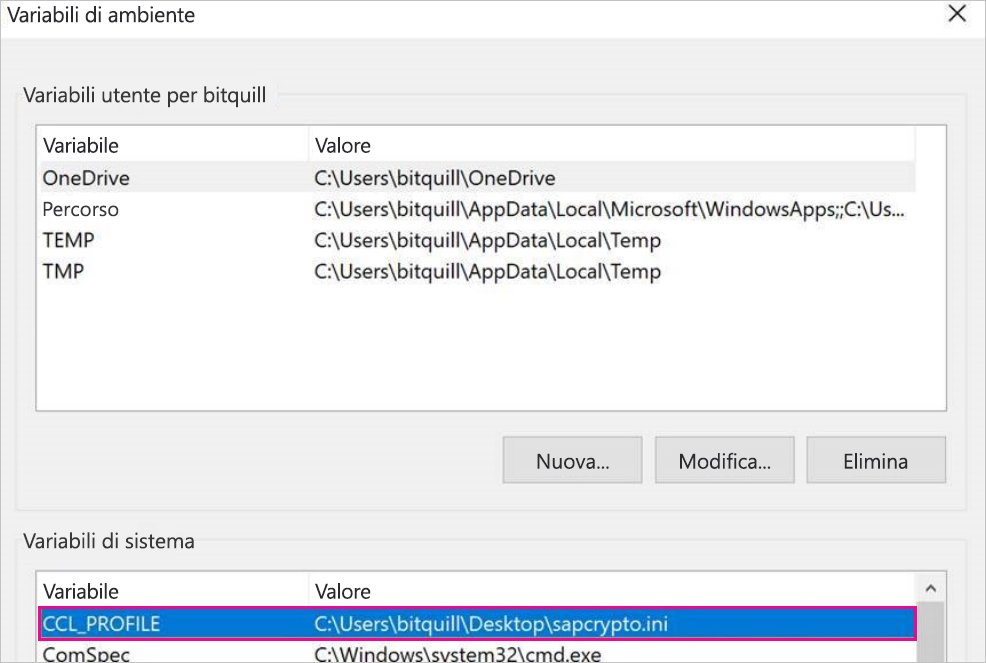 Variabili di ambiente
Variabili utente per bitquill
Variabile Valore
OneDrive C:\Users\bitquill\OneDrive
Percorso C:\Users\bitquill\AppData\Local\Microsoft\WindowsApps;;C:\Us...
TEMP C:\Users\bitquill\AppData\Local\Temp
TMP C:\Users\bitquill\AppData\Local\Temp
Nuova... Modifica... Elimina
Variabili di sistema
Variabile Valore
CCL_PROFILE C:\Users\bitquill\Desktop\sapcrypto.ini
ComSpec C:\Windows\system32\cmd.exe